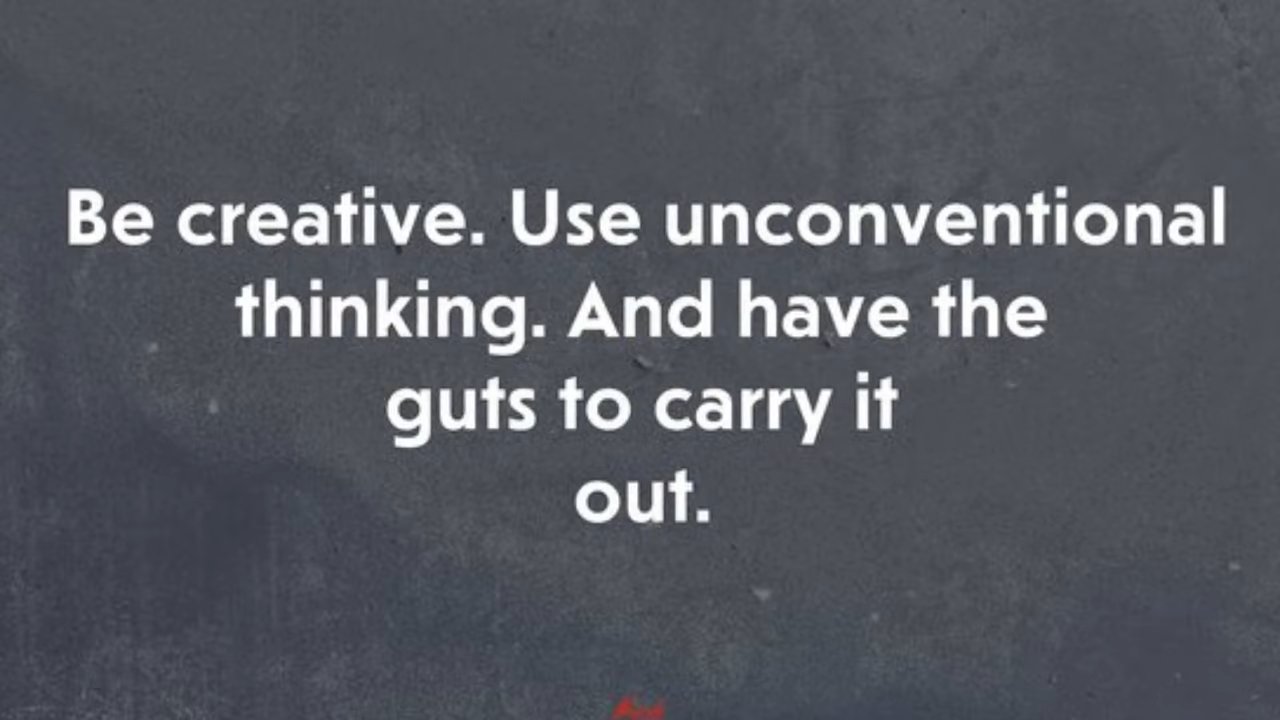 Be creative. Use unconventional
thinking. And have the
guts to carry it
out.